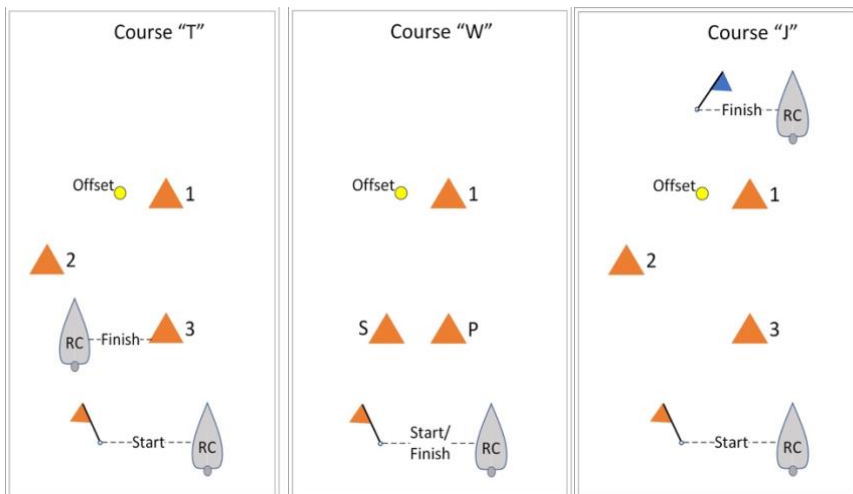 Course “T”
Offset
1
2
RC
Finish
3
Start
RC
Course “W”
Offset
1
S
P
Start/
Finish
RC
Course “J”
Finish
RC
Offset
1
2
3
Start
RC